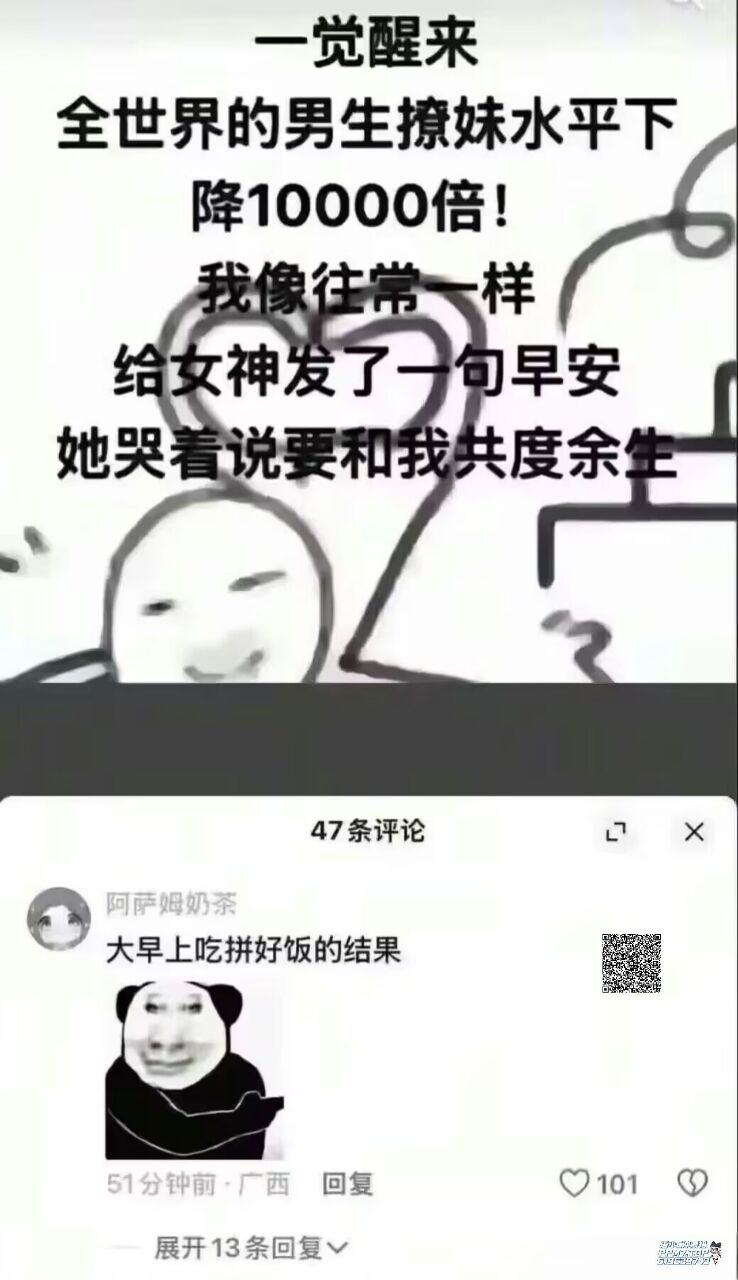 一觉醒来
全世界的男生撩妹水平下
降10000倍！
我像往常一样
给女神发了一句早安
她哭着说要和我共度余生
47条评论
阿萨姆奶茶
大早上吃拼好饭的结果
51分钟前·广西 回复
101
展开13条回复